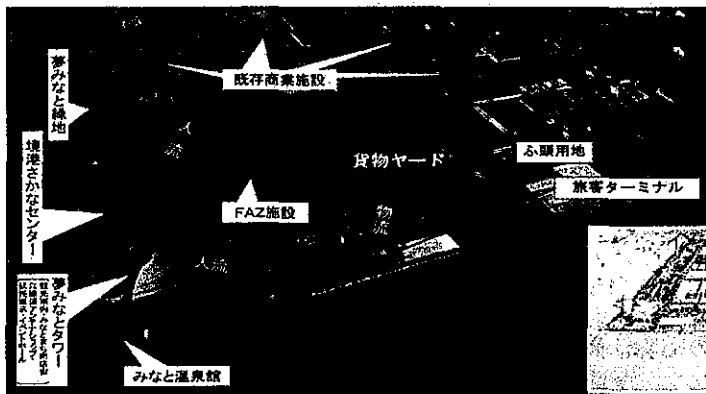 既存商業施設
夢みなと緑地
人流
境港さかなセンター
貨物ヤード
ふ頭用地
旅客ターミナル
FAZ施設
物流
人流
夢みなとタワー
みなと温泉館